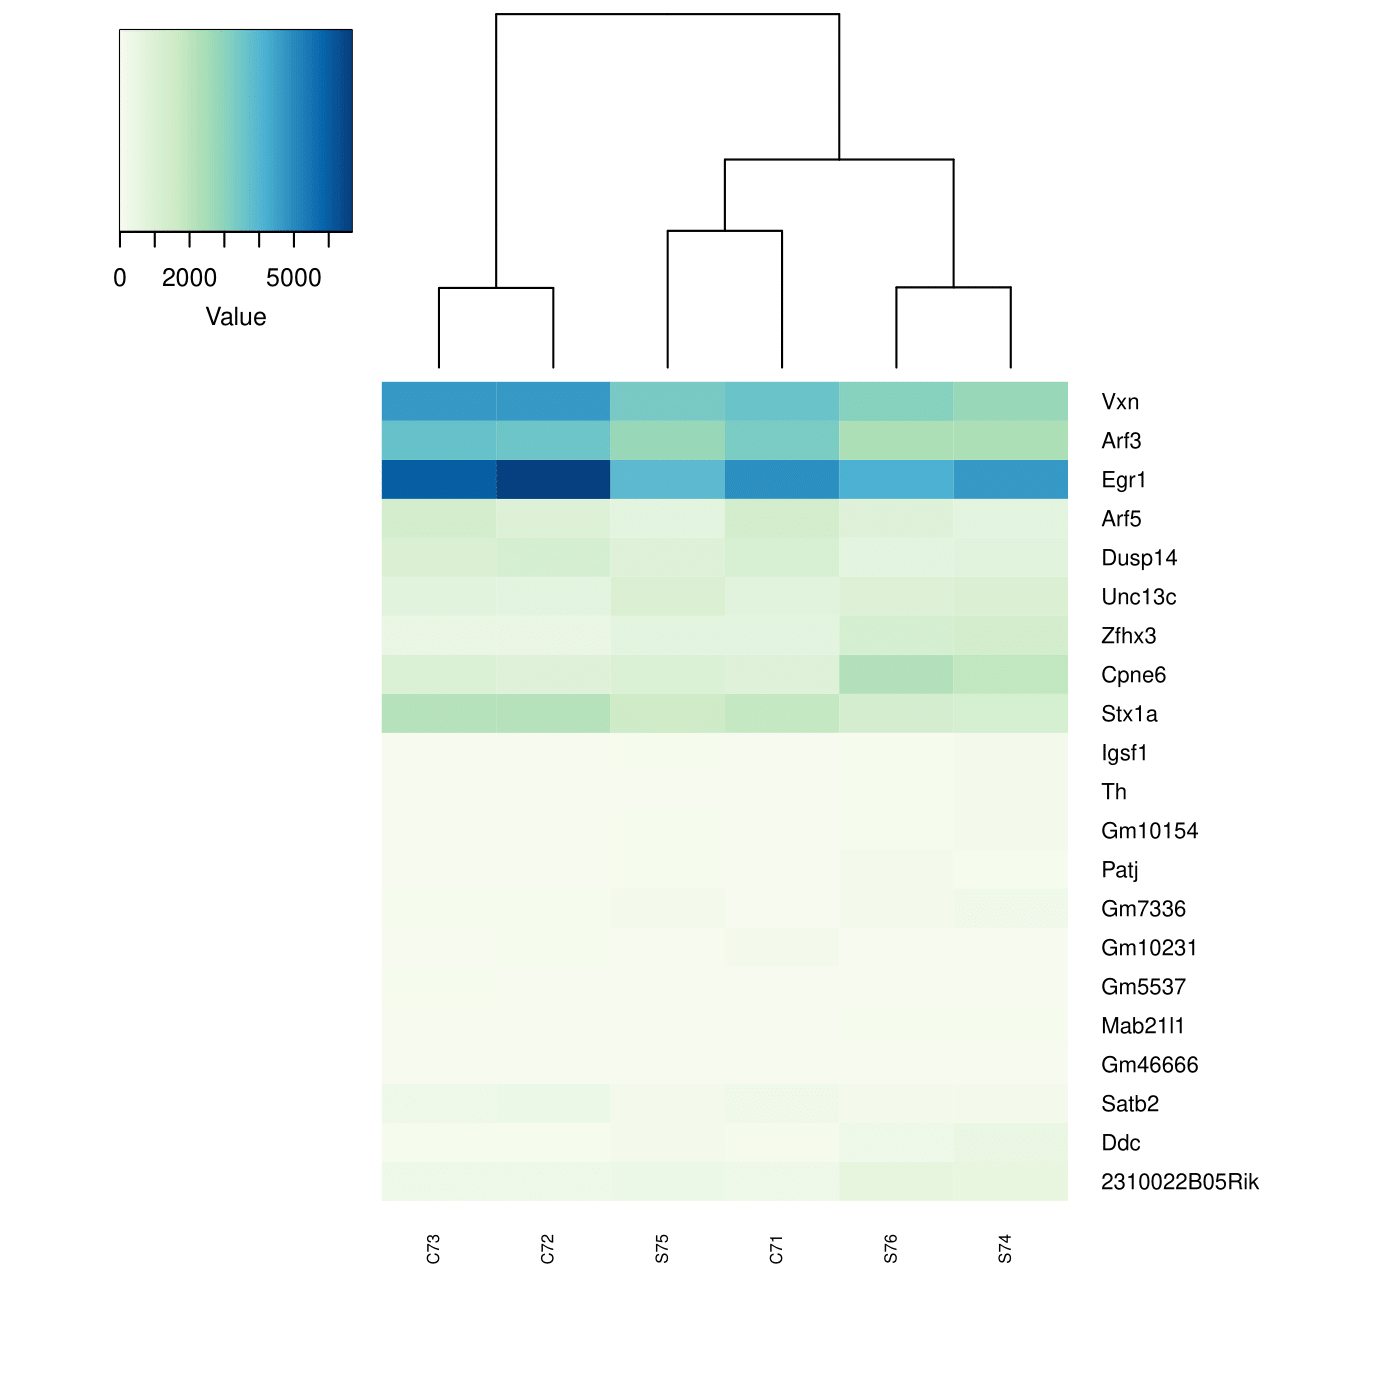 0 2000 5000
Value
Vxn
Arf3
Egr1
Arf5
Dusp14
Unc13c
Zfhx3
Cpne6
Stx1a
Igsf1
Th
Gm10154
Patj
Gm7336
Gm10231
Gm5537
Mab21l1
Gm46666
Satb2
Ddc
2310022B05Rik
C73 C72 S75 C71 S76 S74